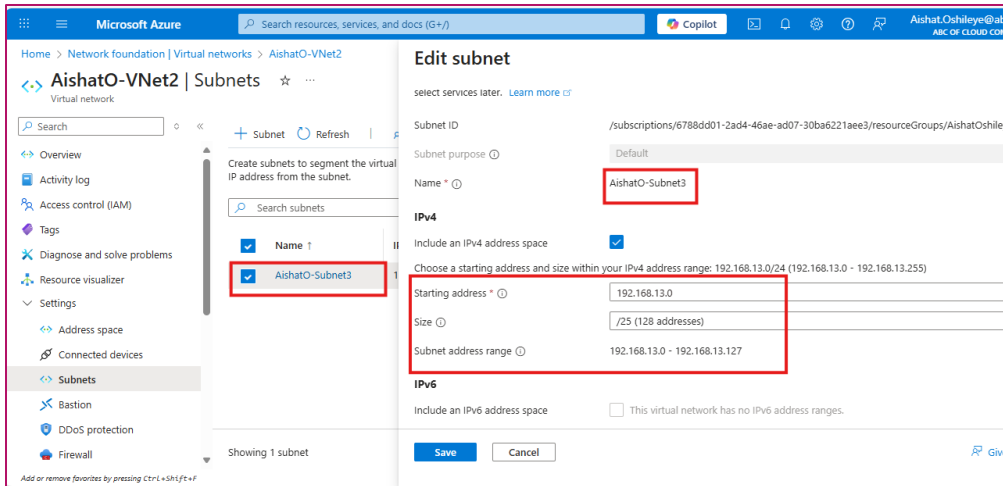 Microsoft Azure
Search resources, services, and docs (G+/)
Copilot
Aishat.Oshileye@ab
ABC OF CLOUD CON
Home > Network foundation | Virtual networks > AishatO-VNet2
AishatO-VNet2 | Subnets
Virtual network
Search
Overview
Activity log
Access control (IAM)
Tags
Diagnose and solve problems
Resource visualizer
Settings
Address space
Connected devices
Subnets
Bastion
DDoS protection
Firewall
Add or remove favorites by pressing Ctrl+Shift+F
+ Subnet Refresh
Create subnets to segment the virtual
IP address from the subnet.
Search subnets
Name ↑
AishatO-Subnet3 1
Showing 1 subnet
Edit subnet
select services later. Learn more
Subnet ID /subscriptions/6788dd01-2ad4-46ae-ad07-30ba6221aee3/resourceGroups/AishatOshile
Subnet purpose Default
Name * AishatO-Subnet3
IPv4
Include an IPv4 address space
Choose a starting address and size within your IPv4 address range: 192.168.13.0/24 (192.168.13.0 - 192.168.13.255)
Starting address * 192.168.13.0
Size /25 (128 addresses)
Subnet address range 192.168.13.0 - 192.168.13.127
IPv6
Include an IPv6 address space This virtual network has no IPv6 address ranges.
Save Cancel
Giv